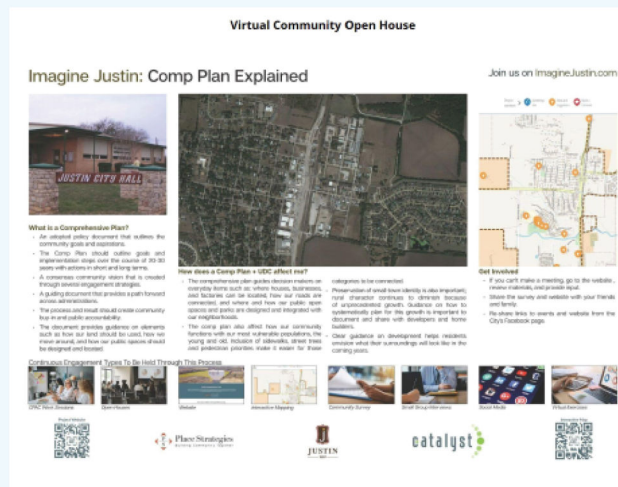 Virtual Community Open House
Imagine Justin: Comp Plan Explained
Join us on ImagineJustin.com
JUSTIN CITY HALL
What is a Comprehensive Plan?
- An adopted policy document that outlines the
community goals and aspirations.
- The Comp Plan should outline goals and
implementation steps over the course of 20-30
years with actions in short and long terms.
- A consensus community vision that is created
through several engagement strategies.
- A guiding document that provides a path forward
across administrations.
- The process and result should create community
buy in and public accountability.
- The document provides guidance on elements
such as how our land should be used, how we
move around, and how our public spaces should
be designed and located.
How does a Comp Plan + UDC affect me?
- The comprehensive plan guides decision makers on
everyday items such as: where houses, businesses,
and factories can be located, how our roads are
connected, and where and how our public open
spaces and parks are designed and integrated with
our neighborhoods.
- The comp plan also affect how our community
functions with our most vulnerable populations, the
young and old. Inclusion of sidewalks, street trees
and pedestrian priorities make it easier for those
categories to be connected.
- Preservation of small town identity is also important;
rural character continues to diminish because
of unprecedented growth. Guidance on how to
systematically plan for this growth is important to
document and share with developers and home
builders.
- Clear guidance on development helps residents
envision what their surroundings will look like in the
coming years.
Get Involved
- If you can't make a meeting, go to the website,
review materials, and provide input.
- Share the survey and website with your friends
and family.
- Re-share links to events and website from the
City's Facebook page.
Continuous Engagement Types To Be Held Through This Process
CPAC Work Sessions
Open Houses
Website
Interactive Mapping
Community Survey
Small Group Interviews
Social Media
Virtual Exercises
Project Website
Place Strategies
JUSTIN
catalyst